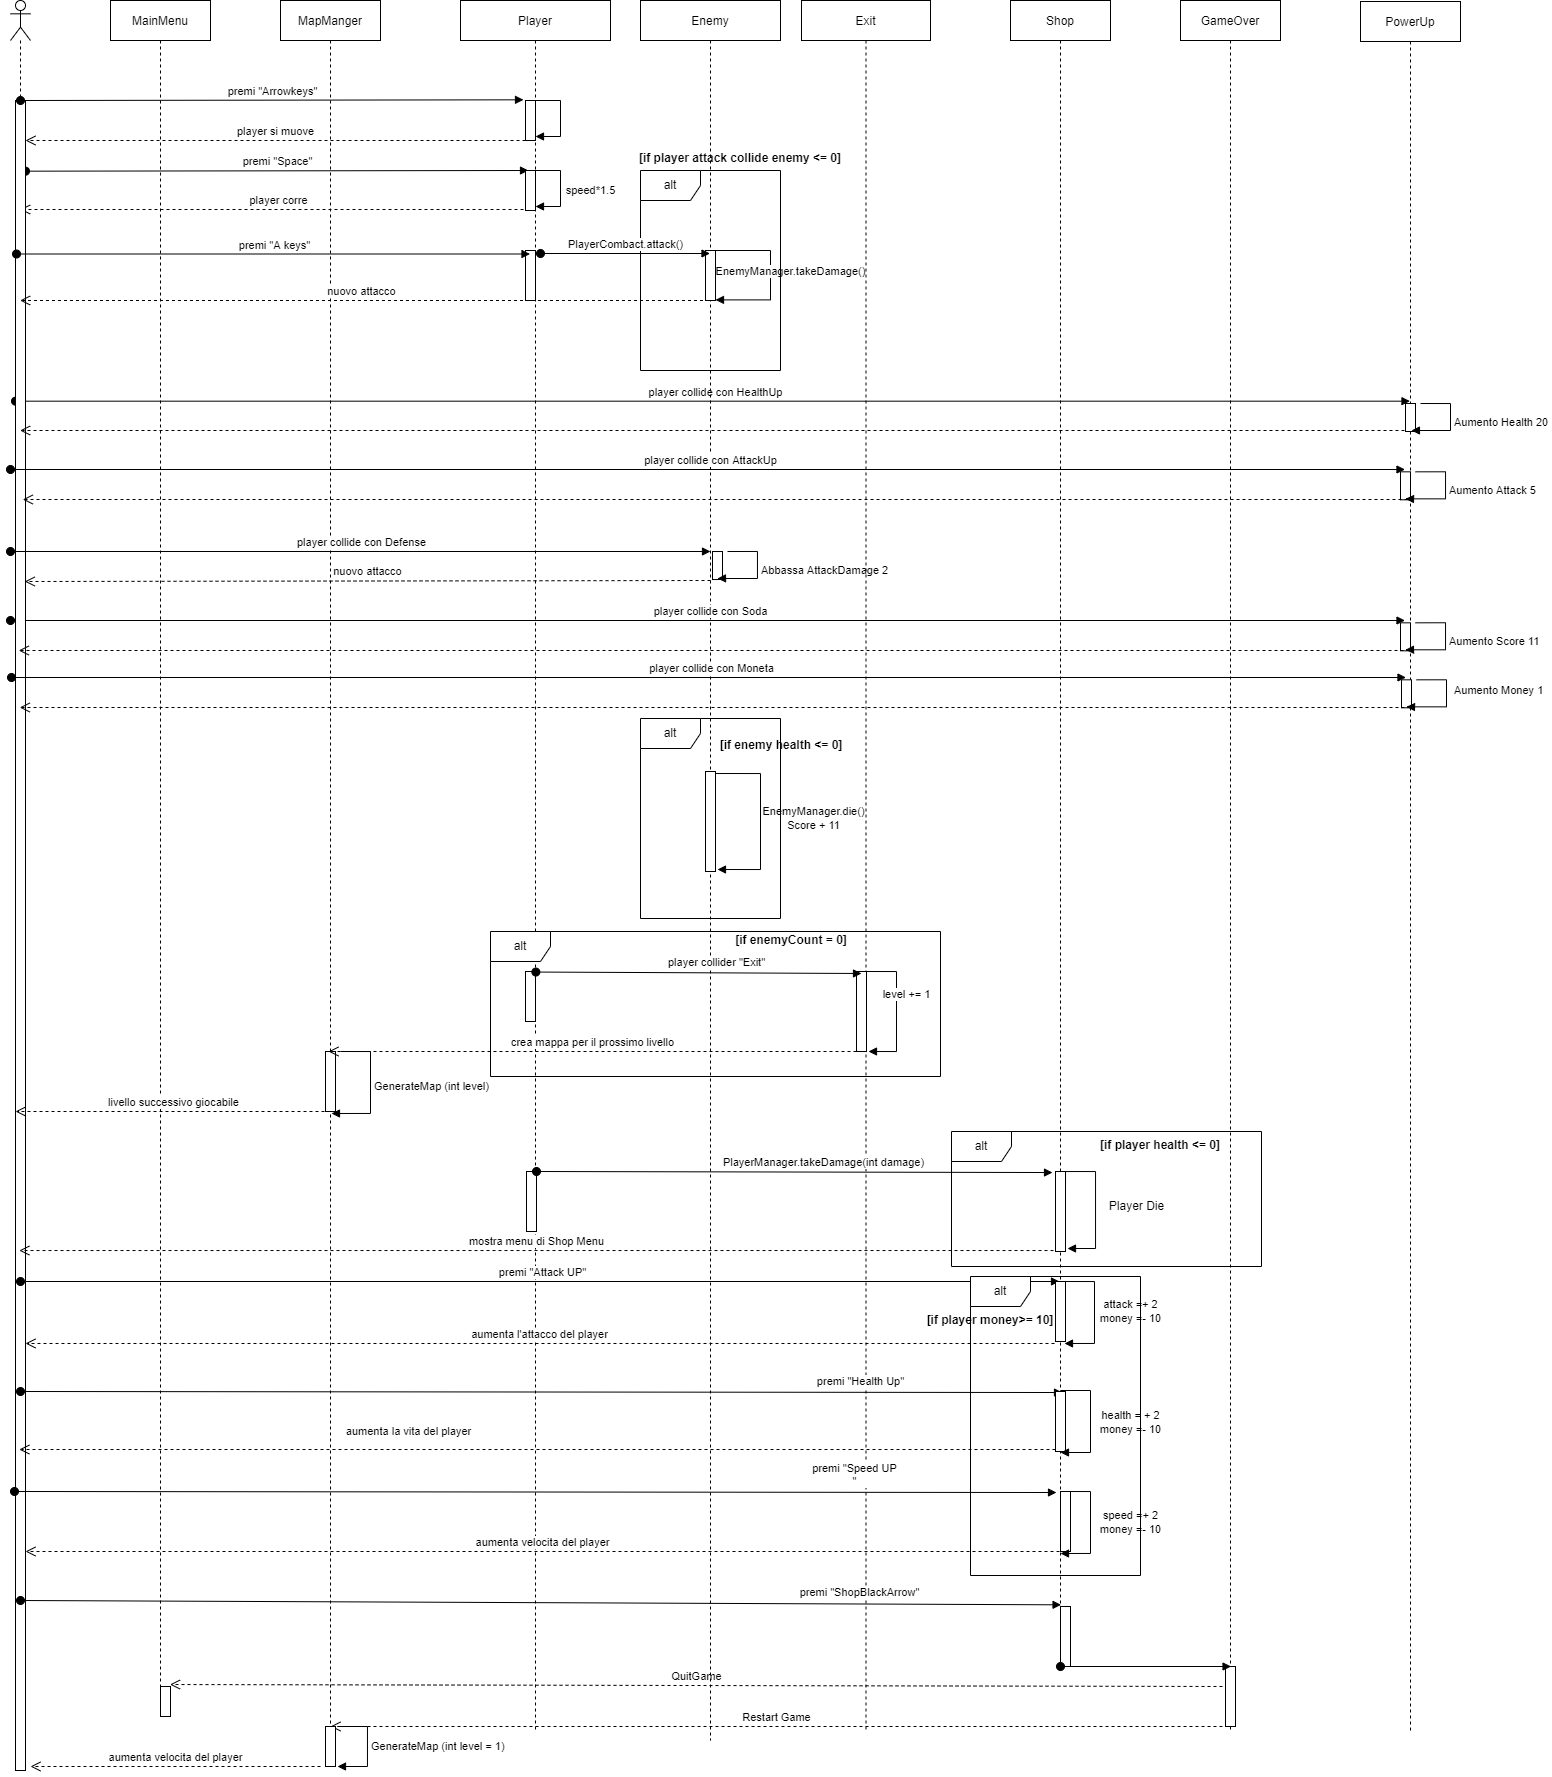 MainMenu
MapManger
Player
Enemy
Exit
Shop
GameOver
PowerUp
premi "Arrowkeys"
player si muove
[if player attack collide enemy <= 0]
premi "Space"
alt
speed*1.5
player corre
premi "A keys"
PlayerCombact.attack()
EnemyManager.takeDamage()
nuovo attacco
player collide con HealthUp
Aumento Health 20
player collide con AttackUp
Aumento Attack 5
player collide con Defense
nuovo attacco
Abbassa AttackDamage 2
player collide con Soda
Aumento Score 11
player collide con Moneta
Aumento Money 1
alt
[if enemy health <= 0]
EnemyManager.die()
Score + 11
alt
[if enemyCount = 0]
player collider "Exit"
level += 1
crea mappa per il prossimo livello
GenerateMap (int level)
livello successivo giocabile
alt
[if player health <= 0]
PlayerManager.takeDamage(int damage)
Player Die
mostra menu di Shop Menu
premi "Attack UP"
alt
attack =+ 2
money =- 10
[if player money>= 10]
aumenta l'attacco del player
premi "Health Up"
health = + 2
money =- 10
aumenta la vita del player
premi "Speed UP
"
speed =+ 2
money =- 10
aumenta velocita del player
premi "ShopBlackArrow"
QuitGame
Restart Game
GenerateMap (int level = 1)
aumenta velocita del player